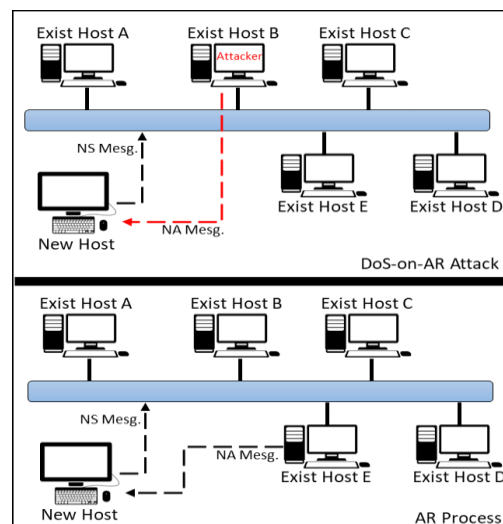 Exist Host A
Exist Host B
Exist Host C
Attacker
NS Mesg.
NA Mesg.
New Host
Exist Host E
Exist Host D
DoS-on-AR Attack
Exist Host A
Exist Host B
Exist Host C
NS Mesg.
NA Mesg.
New Host
Exist Host E
Exist Host D
AR Process